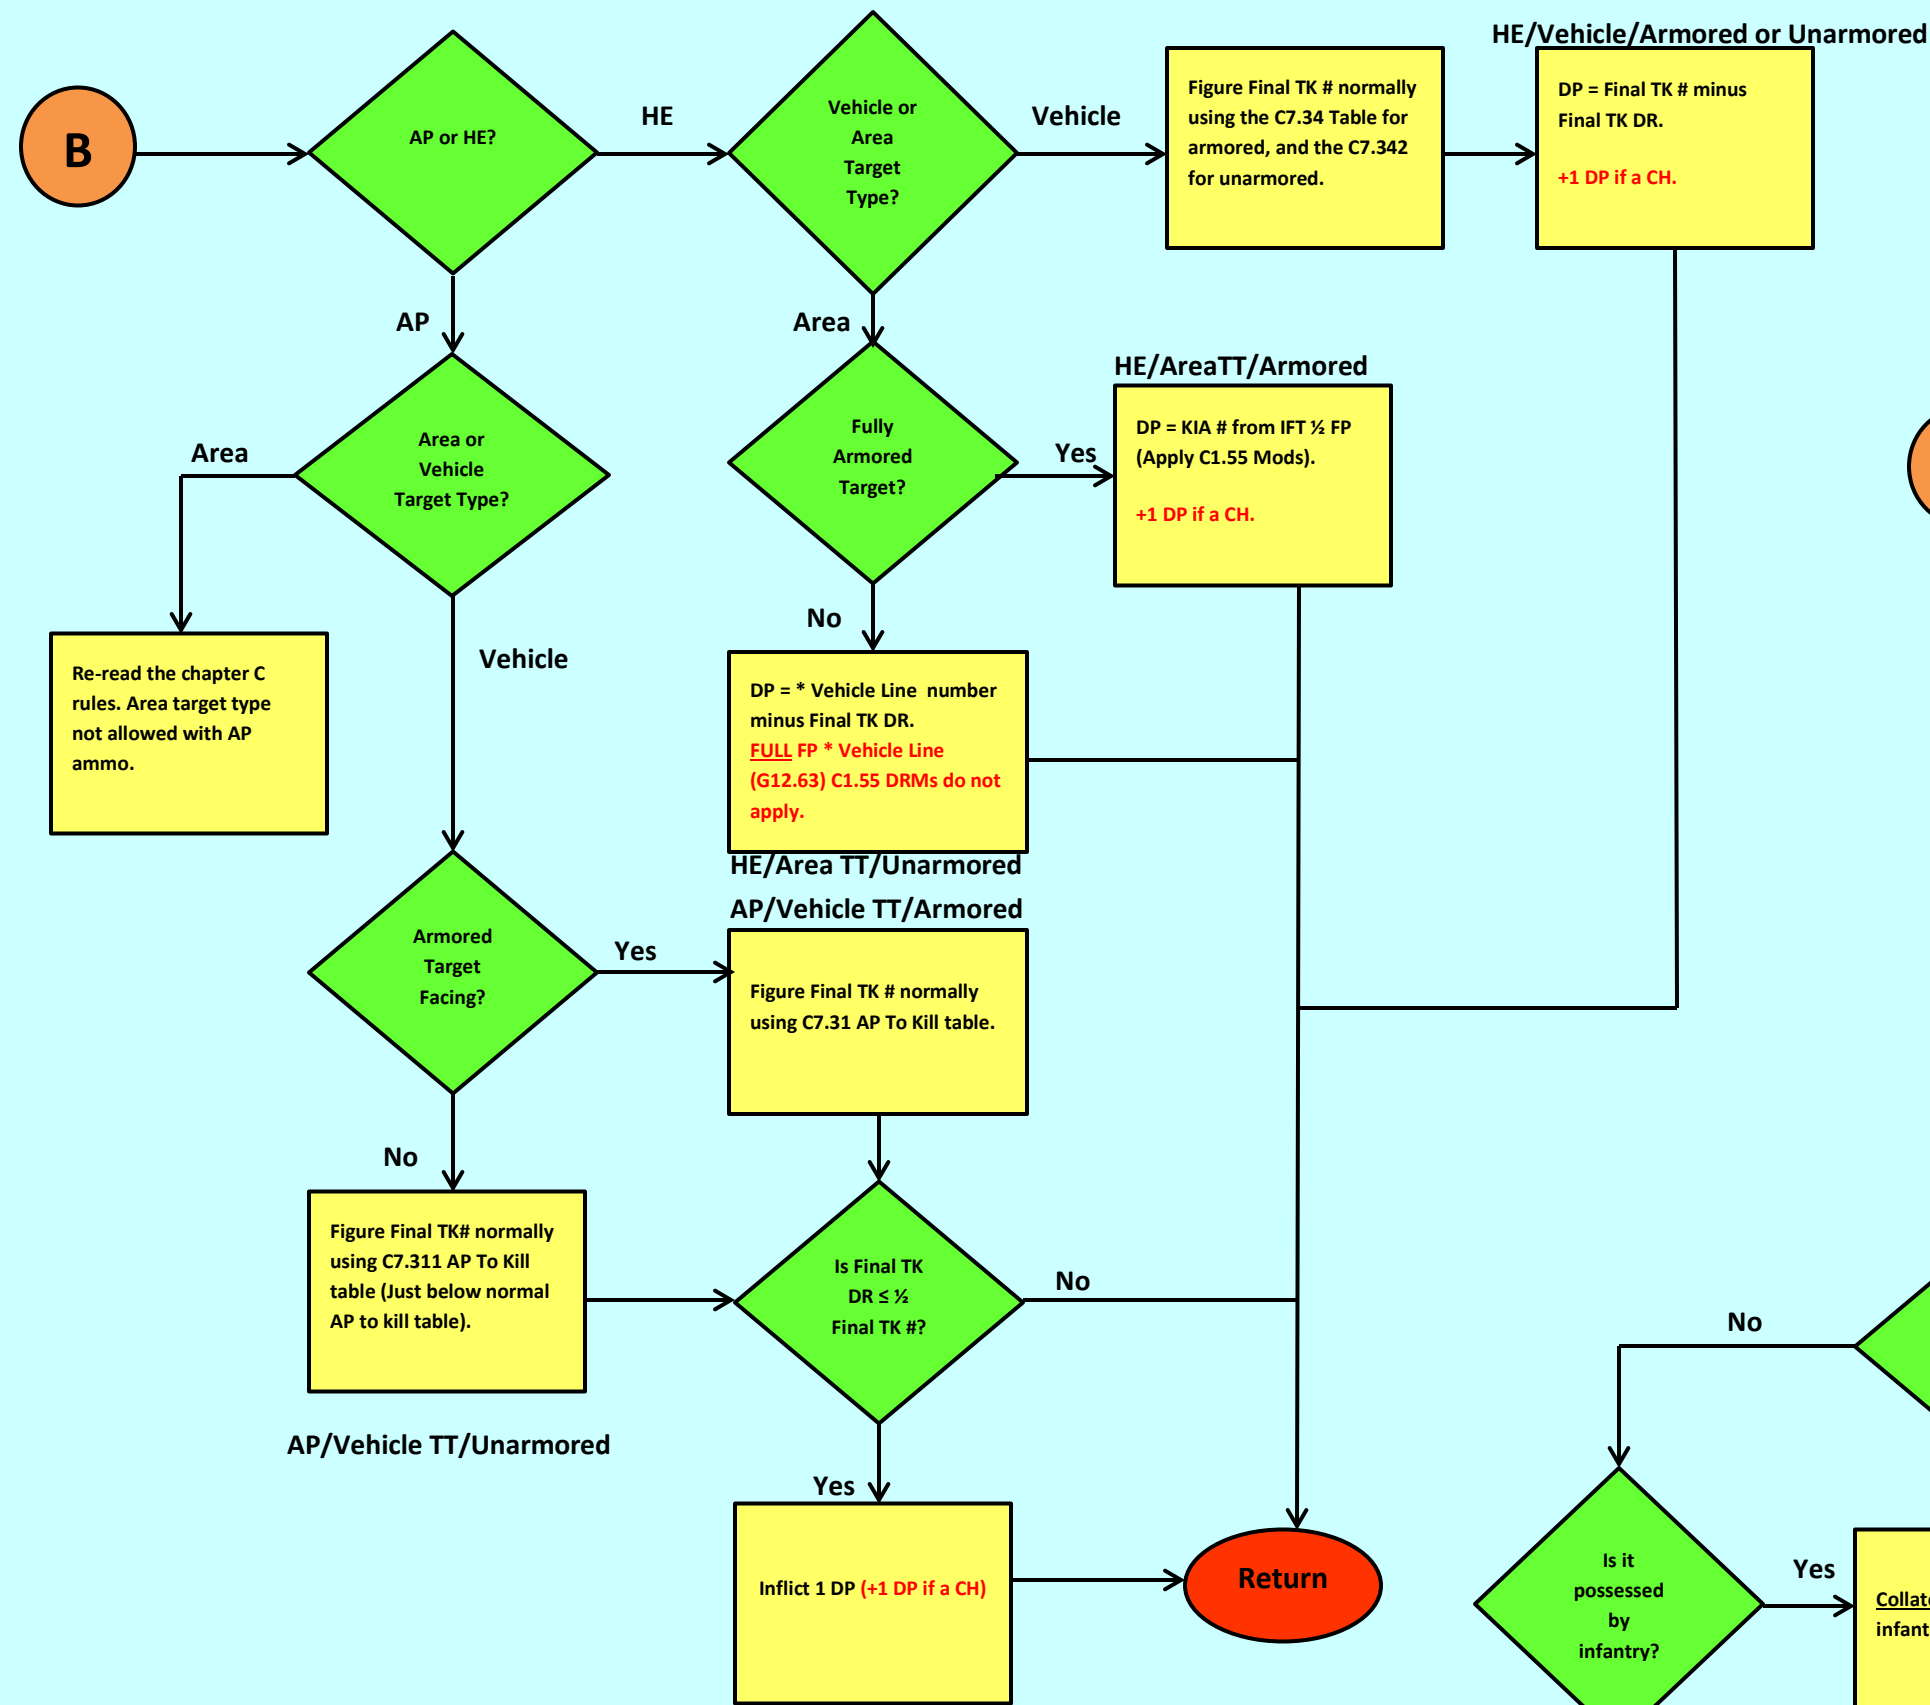 HE/Vehicle/Armored or Unarmored
B
AP or HE?
HE
Vehicle or
Area
Target
Type?
Vehicle
Figure Final TK # normally
using the C7.34 Table for
armored, and the C7.342
for unarmored.
DP = Final TK # minus
Final TK DR.
+1 DP if a CH.
AP
Area
HE/AreaTT/Armored
Area
Area or
Vehicle
Target Type?
Fully
Armored
Target?
Yes
DP = KIA # from IFT ½ FP
(Apply C1.55 Mods).
+1 DP if a CH.
No
Re-read the chapter C
rules. Area target type
not allowed with AP
ammo.
Vehicle
DP = * Vehicle Line number
minus Final TK DR.
FULL FP * Vehicle Line
(G12.63) C1.55 DRMs do not
apply.
HE/Area TT/Unarmored
AP/Vehicle TT/Armored
Armored
Target
Facing?
Yes
Figure Final TK # normally
using C7.31 AP To Kill table.
No
Figure Final TK# normally
using C7.311 AP To Kill
table (Just below normal
AP to kill table).
Is Final TK
DR ≤ ½
Final TK #?
No
No
AP/Vehicle TT/Unarmored
Yes
Inflict 1 DP (+1 DP if a CH)
Return
Is it
possessed
by
infantry?
Yes